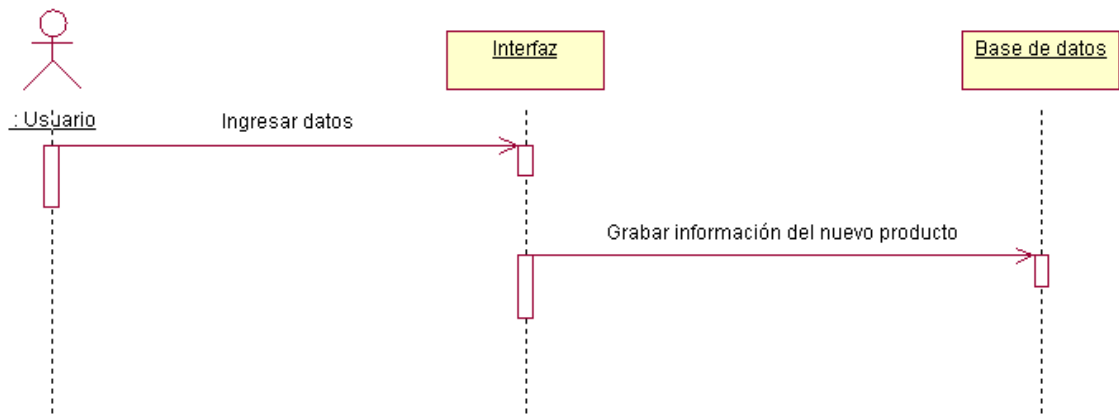 Interfaz
Base de datos
: Usuario
Ingresar datos
Grabar información del nuevo producto